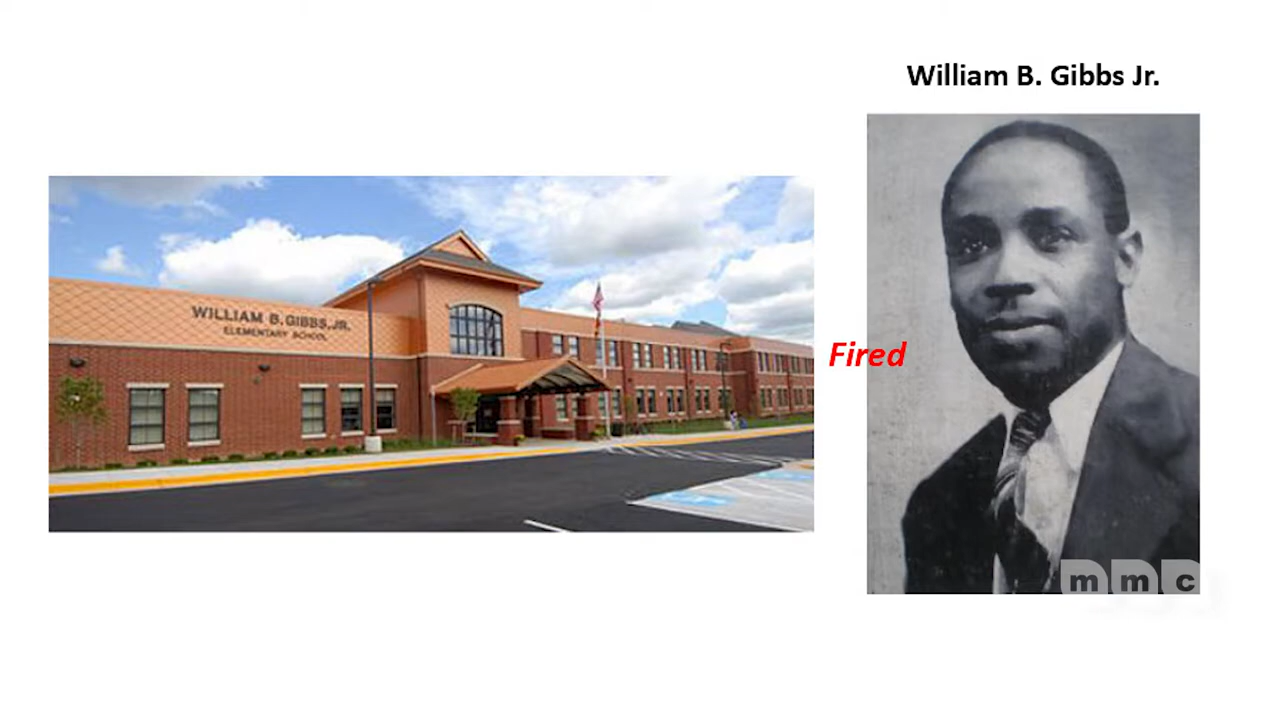 William B. Gibbs Jr.
WILLIAM B. GIBBS, JR.
ELEMENTARY SCHOOL
Fired
mmc